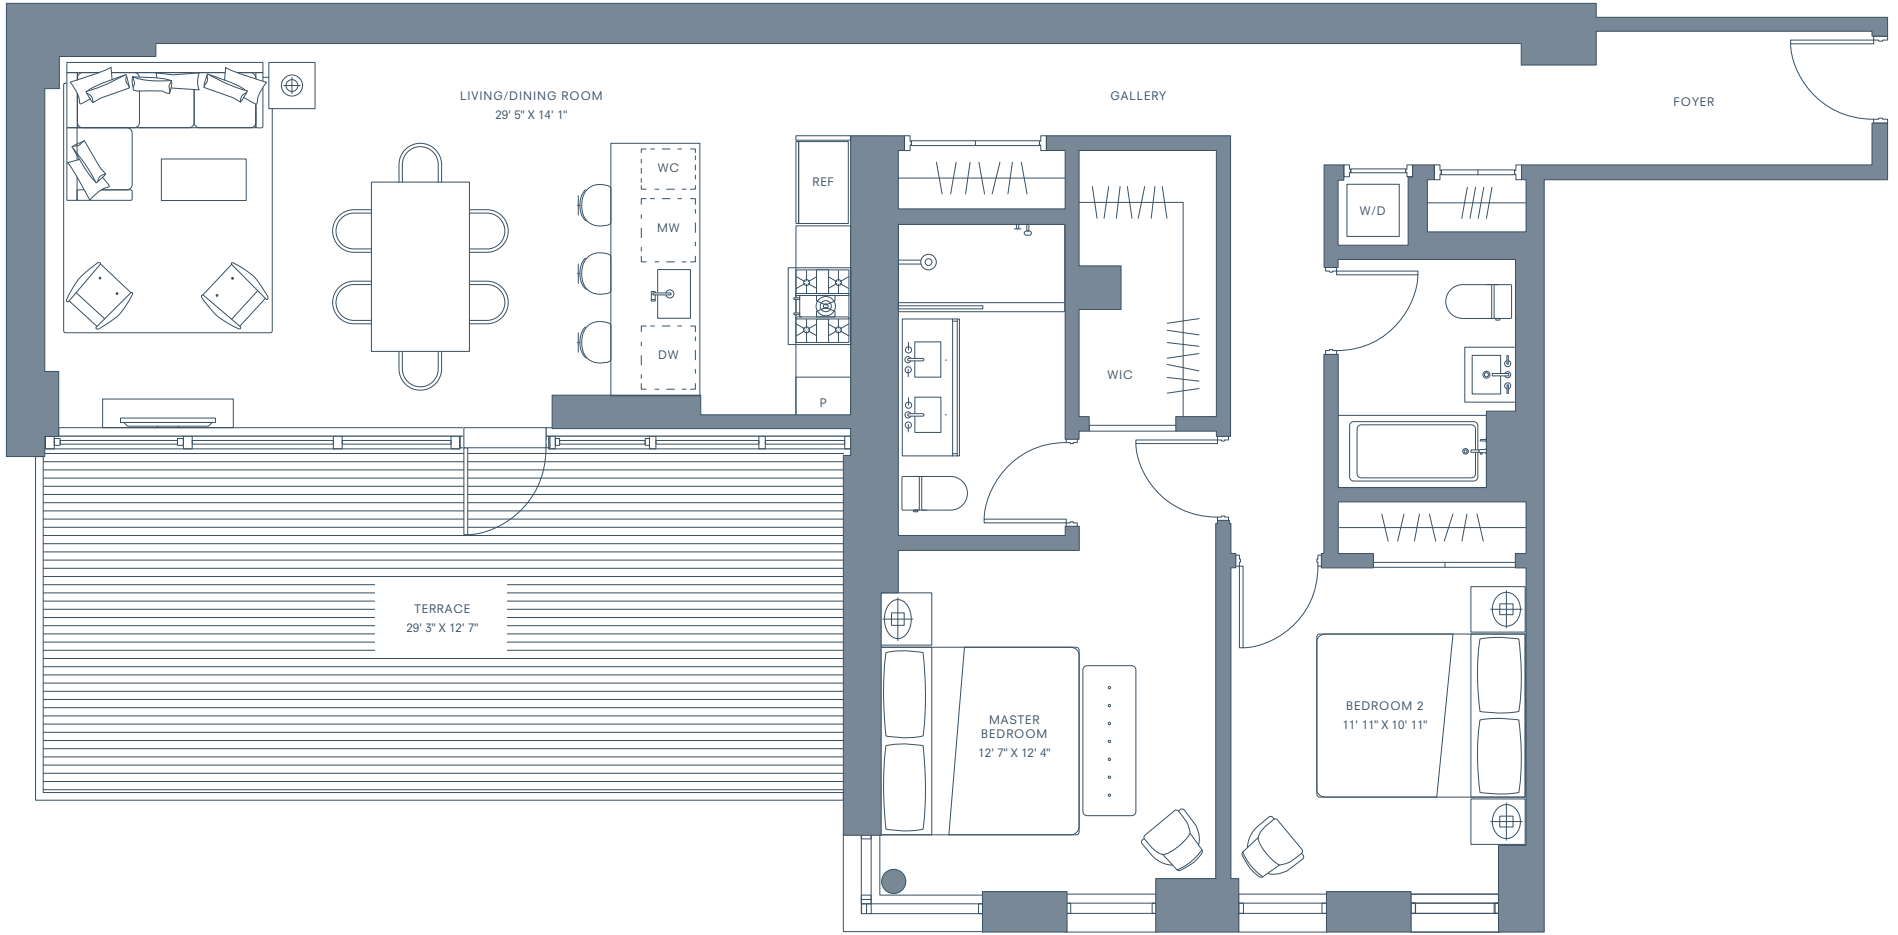 LIVING/DINING ROOM
29' 5" X 14' 1"
GALLERY
FOYER
WC
MW
DW
REF
P
W/D
WIC
TERRACE
29' 3" X 12' 7"
MASTER
BEDROOM
12' 7" X 12' 4"
BEDROOM 2
11' 11" X 10' 11"